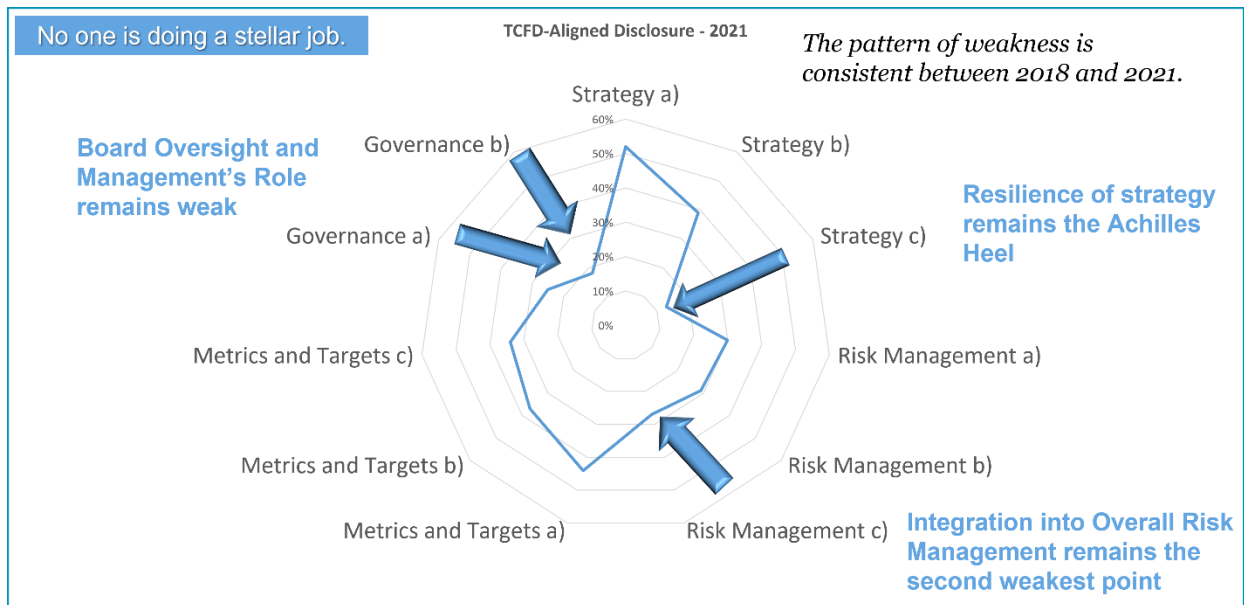 No one is doing a stellar job.
TCFD-Aligned Disclosure - 2021
The pattern of weakness is
consistent between 2018 and 2021.
Strategy a)
Strategy b)
Strategy c)
Risk Management a)
Risk Management b)
Risk Management c)
Metrics and Targets a)
Metrics and Targets b)
Metrics and Targets c)
Governance a)
Governance b)
60%
50%
40%
30%
20%
10%
0%
Board Oversight and
Management’s Role
remains weak
Resilience of strategy
remains the Achilles
Heel
Integration into Overall Risk
Management remains the
second weakest point